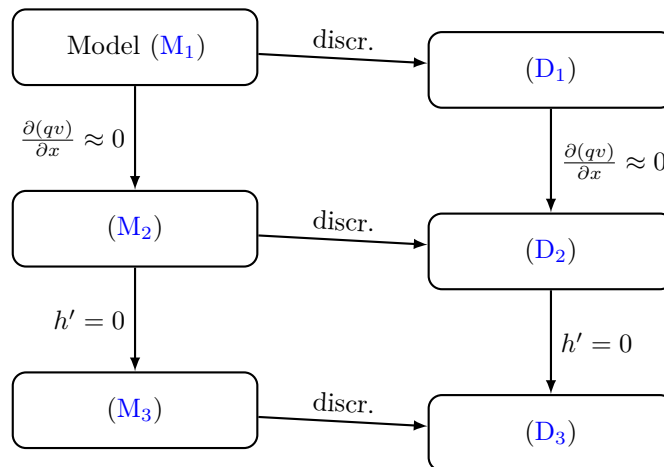 Model (M₁)
discr.
(D₁)
∂(qv)/∂x ≈ 0
∂(qv)/∂x ≈ 0
(M₂)
discr.
(D₂)
h′ = 0
h′ = 0
(M₃)
discr.
(D₃)